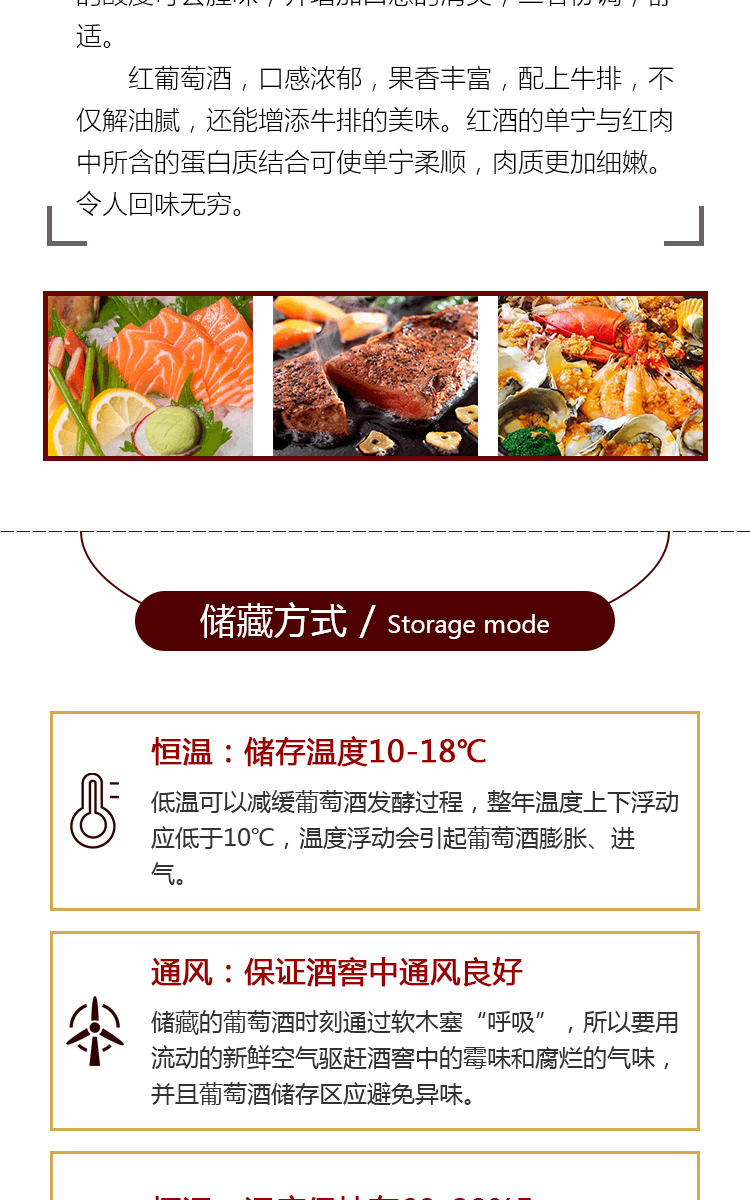 适。
红葡萄酒，口感浓郁，果香丰富，配上牛排，不
仅解油腻，还能增添牛排的美味。红酒的单宁与红肉
中所含的蛋白质结合可使单宁柔顺，肉质更加细嫩。
令人回味无穷。
储藏方式 / Storage mode
恒温：储存温度10-18℃
低温可以减缓葡萄酒发酵过程，整年温度上下浮动
应低于10℃，温度浮动会引起葡萄酒膨胀、进
气。
通风：保证酒窖中通风良好
储藏的葡萄酒时刻通过软木塞“呼吸”，所以要用
流动的新鲜空气驱赶酒窖中的霉味和腐烂的气味，
并且葡萄酒储存区应避免异味。